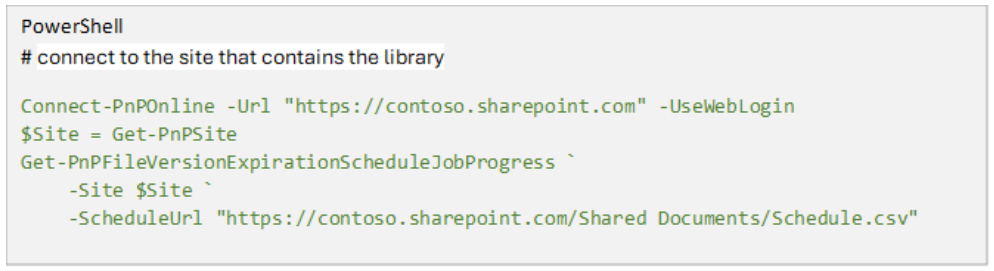 PowerShell
# connect to the site that contains the library
Connect-PnPOnline -Url "https://contoso.sharepoint.com" -UseWebLogin
$Site = Get-PnPSite
Get-PnPFileVersionExpirationScheduleJobProgress `
    -Site $Site `
    -ScheduleUrl "https://contoso.sharepoint.com/Shared Documents/Schedule.csv"